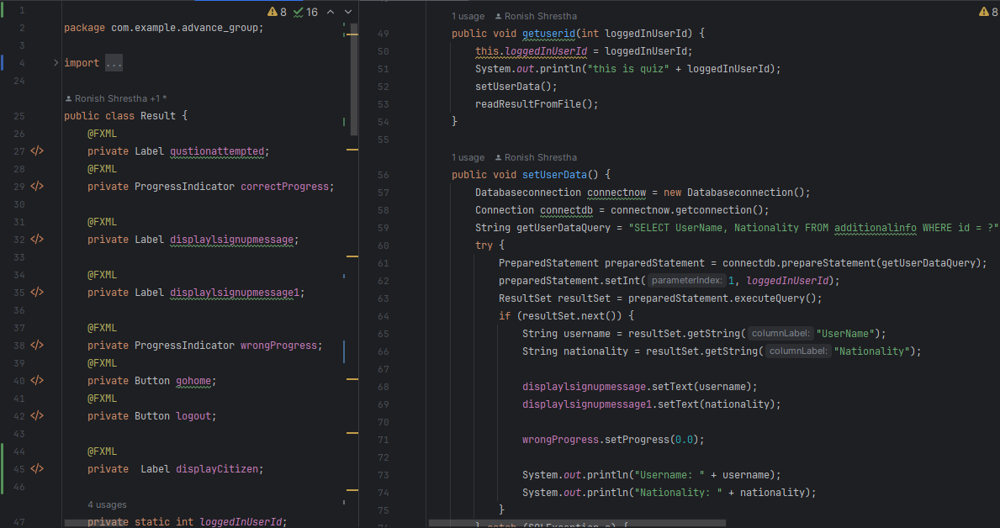 1
8
16
2
package com.example.advance_group;
3
4
import ...
24
Ronish Shrestha +1 *
25
public class Result {
26
@FXML
27
private Label qustionattempted;
28
@FXML
29
private ProgressIndicator correctProgress;
30
31
@FXML
32
private Label displaylsignupmessage;
33
34
@FXML
35
private Label displaylsignupmessage1;
36
37
@FXML
38
private ProgressIndicator wrongProgress;
39
@FXML
40
private Button gohome;
41
@FXML
42
private Button logout;
43
44
@FXML
45
private  Label displayCitizen;
46
4 usages
47
private static int loggedInUserId;
1 usage
Ronish Shrestha
8
49
public void getuserid(int loggedInUserId) {
50
this.loggedInUserId = loggedInUserId;
51
System.out.println("this is quiz" + loggedInUserId);
52
setUserData();
53
readResultFromFile();
54
}
55
1 usage
Ronish Shrestha
56
public void setUserData() {
57
Databaseconnection connectnow = new Databaseconnection();
58
Connection connectdb = connectnow.getconnection();
59
String getUserDataQuery = "SELECT UserName, Nationality FROM additionalinfo WHERE id = ?"
60
try {
61
PreparedStatement preparedStatement = connectdb.prepareStatement(getUserDataQuery);
62
preparedStatement.setInt( parameterIndex: 1, loggedInUserId);
63
ResultSet resultSet = preparedStatement.executeQuery();
64
if (resultSet.next()) {
65
String username = resultSet.getString( columnLabel: "UserName");
66
String nationality = resultSet.getString( columnLabel: "Nationality");
67
68
displaylsignupmessage.setText(username);
69
displaylsignupmessage1.setText(nationality);
70
71
wrongProgress.setProgress(0.0);
72
73
System.out.println("Username: " + username);
74
System.out.println("Nationality: " + nationality);
75
}
76
} catch (SQLException e) {